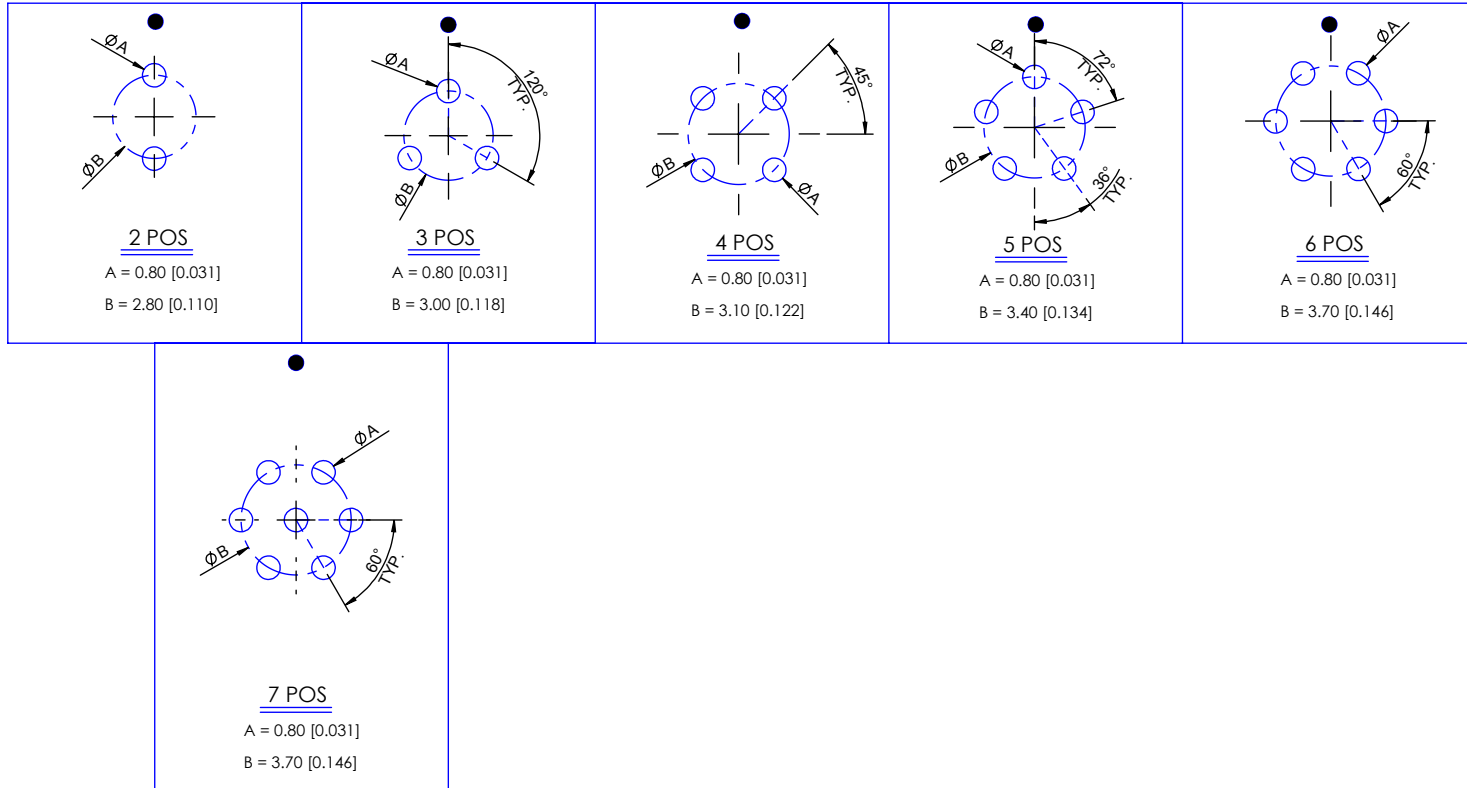 ØA
ØB
2 POS
A = 0.80 [0.031]
B = 2.80 [0.110]
ØA
120°
TYP.
ØB
3 POS
A = 0.80 [0.031]
B = 3.00 [0.118]
45°
TYP.
ØB
ØA
4 POS
A = 0.80 [0.031]
B = 3.10 [0.122]
ØA
72°
TYP.
ØB
36°
TYP.
5 POS
A = 0.80 [0.031]
B = 3.40 [0.134]
ØA
60°
TYP.
6 POS
A = 0.80 [0.031]
B = 3.70 [0.146]
ØA
ØB
60°
TYP.
7 POS
A = 0.80 [0.031]
B = 3.70 [0.146]